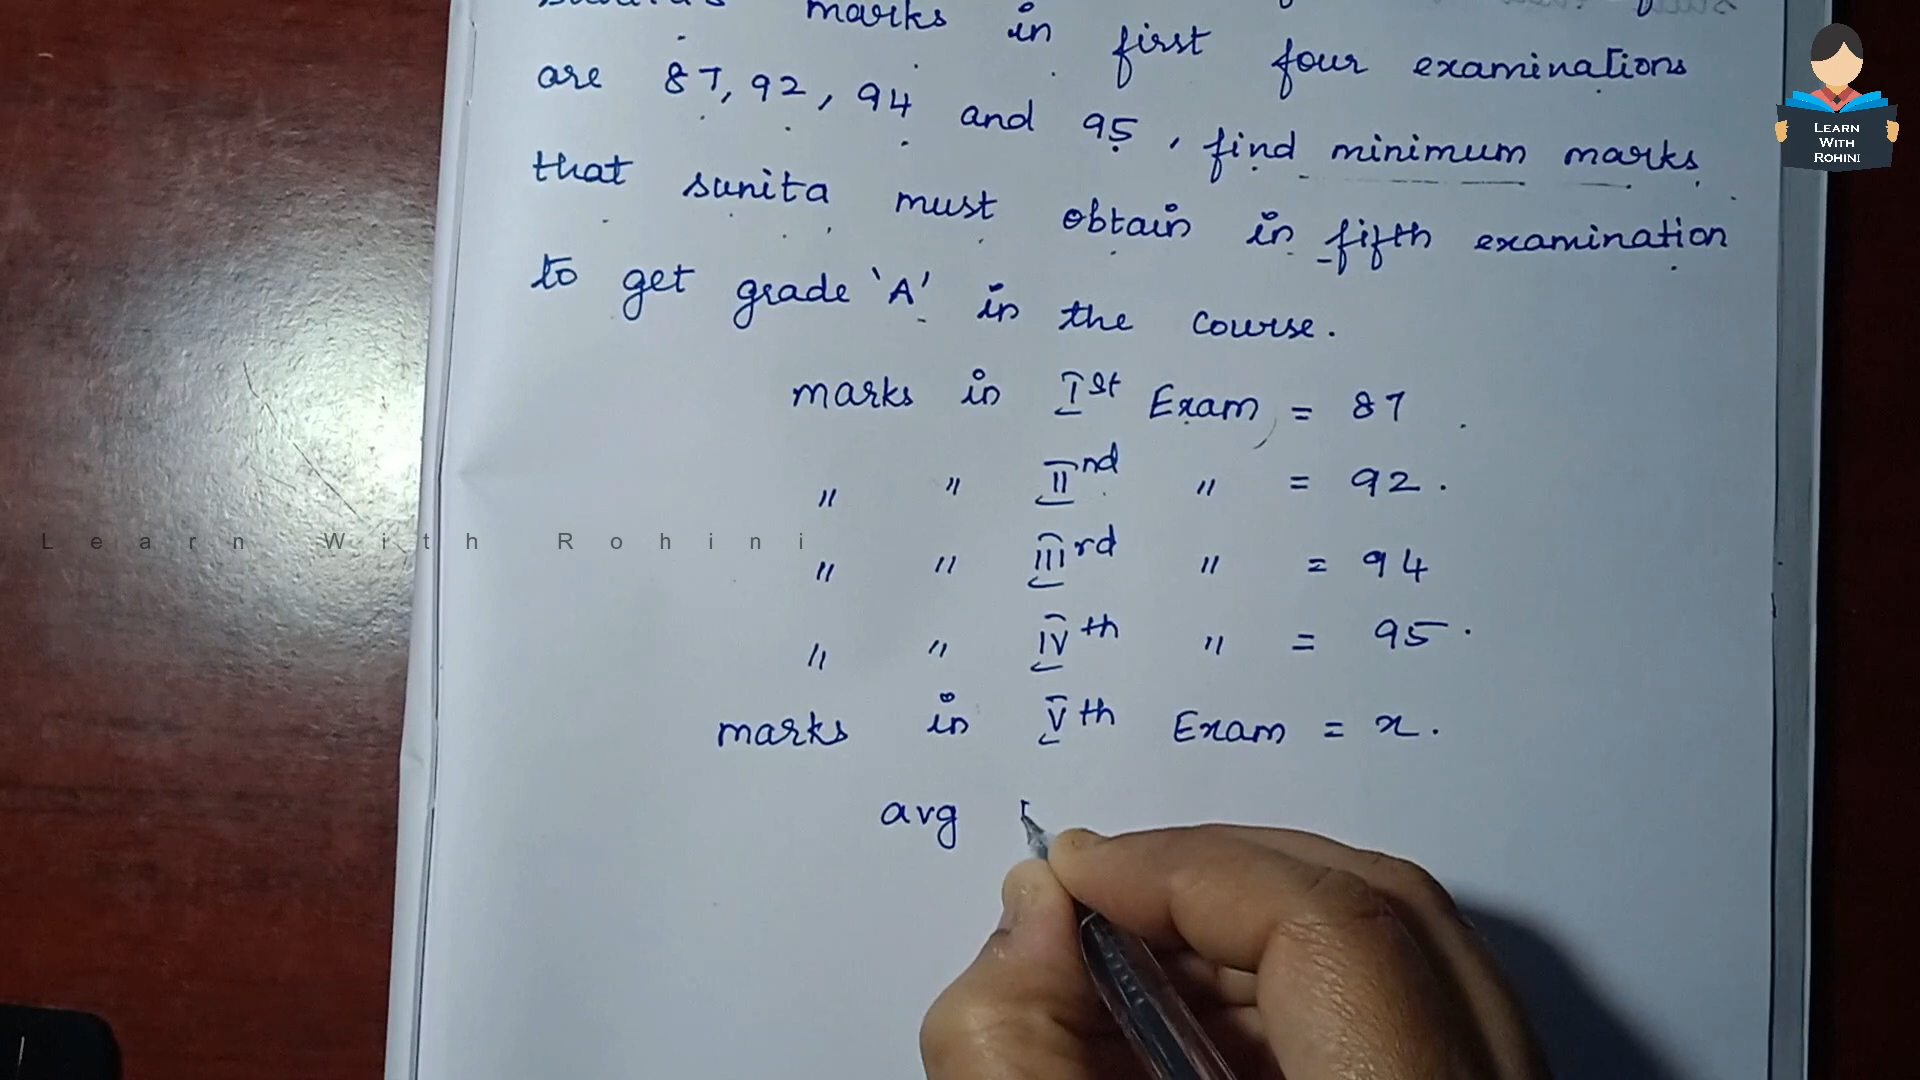 marks in first four examinations
are 87, 92, 94 and 95, find minimum marks
that sunita must obtain in fifth examination
to get grade 'A' in the course.
marks in Ist Exam = 87
" " IInd " = 92.
" " IIIrd " = 94
" " IVth " = 95.
marks in Vth Exam = x.
avg
Learn With Rohini
LEARN
WITH
ROHINI